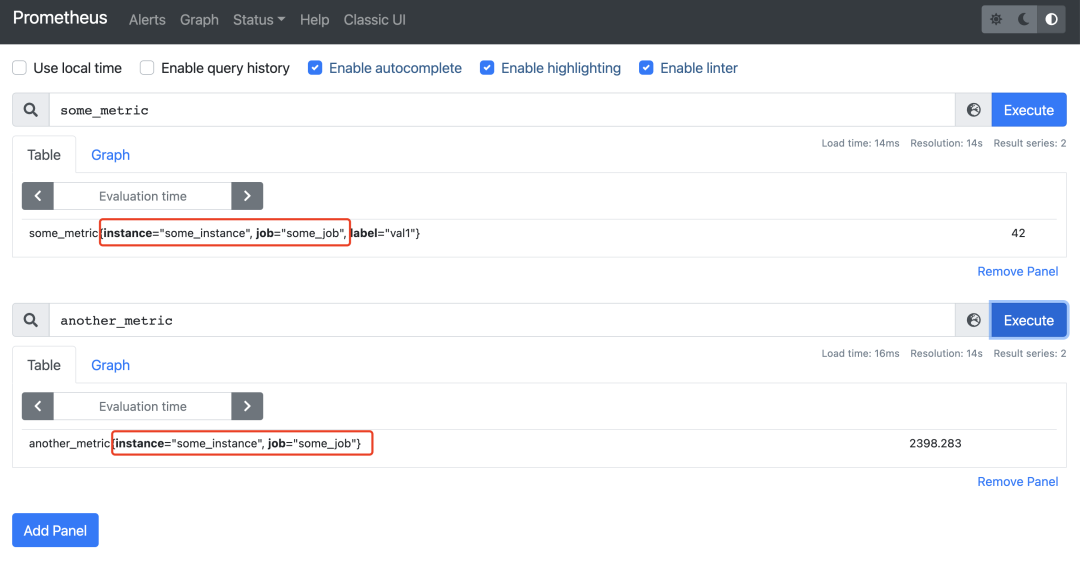 Prometheus Alerts Graph Status Help Classic UI
Use local time Enable query history Enable autocomplete Enable highlighting Enable linter
some_metric Execute
Load time: 14ms Resolution: 14s Result series: 2
Table Graph
Evaluation time
some_metric{instance="some_instance", job="some_job", label="val1"} 42
Remove Panel
another_metric Execute
Load time: 16ms Resolution: 14s Result series: 2
Table Graph
Evaluation time
another_metric{instance="some_instance", job="some_job"} 2398.283
Remove Panel
Add Panel